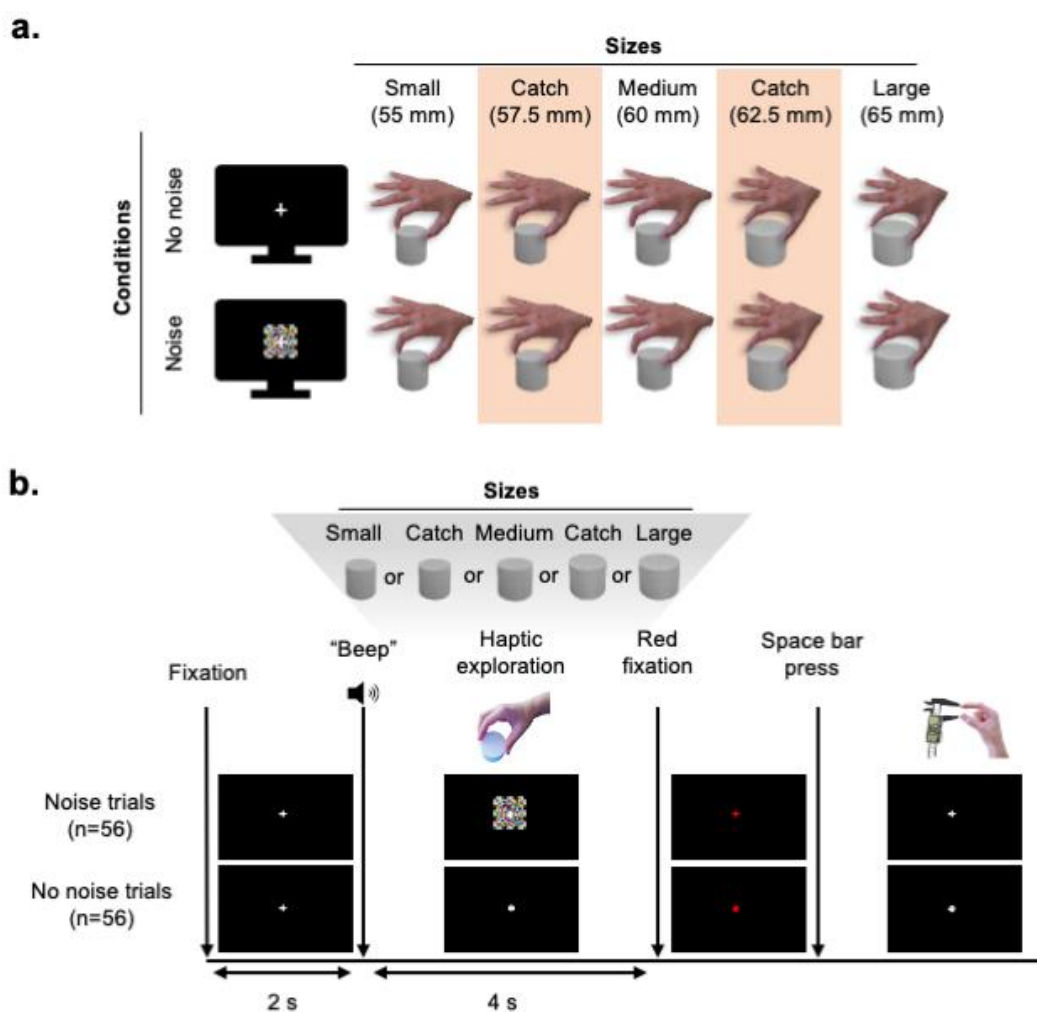 a.
Sizes
Small Catch Medium Catch Large
(55 mm) (57.5 mm) (60 mm) (62.5 mm) (65 mm)
Conditions
No noise
Noise
b.
Sizes
Small Catch Medium Catch Large
or or or or
Fixation
“Beep”
Haptic
exploration
Red
fixation
Space bar
press
Noise trials
(n=56)
No noise trials
(n=56)
2 s
4 s